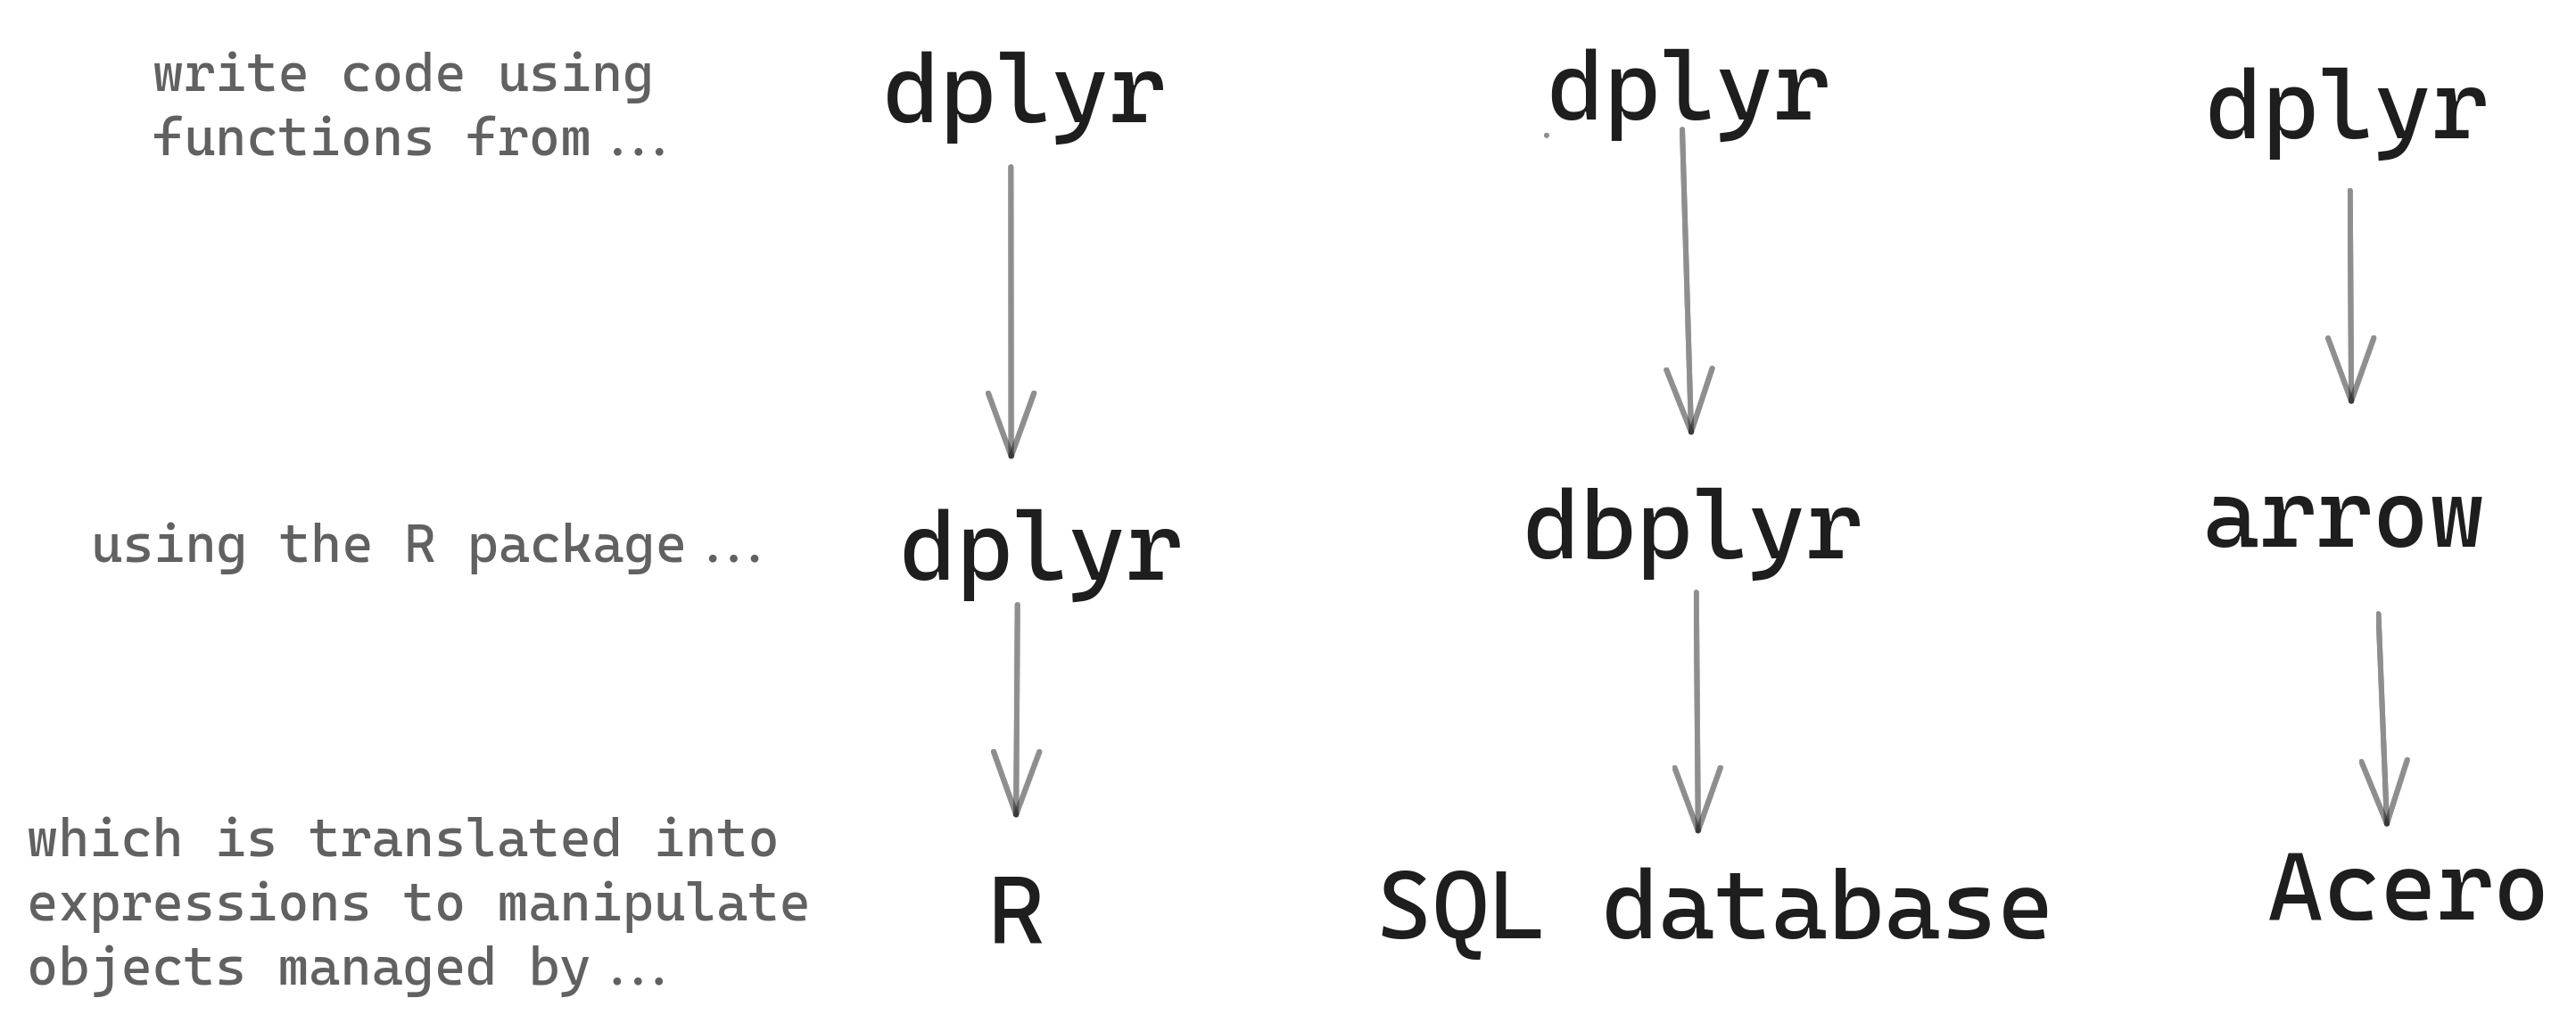 write code using
functions from...
dplyr
dplyr
dplyr
using the R package...
dplyr
dbplyr
arrow
which is translated into
expressions to manipulate
objects managed by...
R
SQL database
Acero